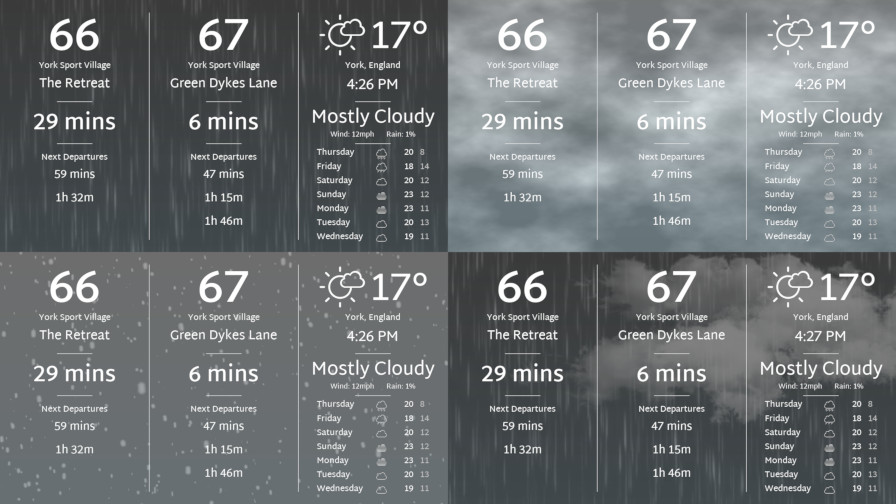 66
York Sport Village
The Retreat
29 mins
Next Departures
59 mins
1h 32m
67
York Sport Village
Green Dykes Lane
6 mins
Next Departures
47 mins
1h 15m
1h 46m
17°
York, England
4:26 PM
Mostly Cloudy
Wind: 12mph Rain: 1%
Thursday 20 8
Friday 18 14
Saturday 20 12
Sunday 23 12
Monday 23 11
Tuesday 20 13
Wednesday 19 11
66
York Sport Village
The Retreat
29 mins
Next Departures
59 mins
1h 32m
67
York Sport Village
Green Dykes Lane
6 mins
Next Departures
47 mins
1h 15m
1h 46m
17°
York, England
4:26 PM
Mostly Cloudy
Wind: 12mph Rain: 1%
Thursday 20 8
Friday 18 14
Saturday 20 12
Sunday 23 12
Monday 23 11
Tuesday 20 13
Wednesday 19 11
66
York Sport Village
The Retreat
29 mins
Next Departures
59 mins
1h 32m
67
York Sport Village
Green Dykes Lane
6 mins
Next Departures
47 mins
1h 15m
1h 46m
17°
York, England
4:26 PM
Mostly Cloudy
Wind: 12mph Rain: 1%
Thursday 20 8
Friday 18 14
Saturday 20 12
Sunday 23 12
Monday 23 11
Tuesday 20 13
Wednesday 19 11
66
York Sport Village
The Retreat
29 mins
Next Departures
59 mins
1h 32m
67
York Sport Village
Green Dykes Lane
6 mins
Next Departures
47 mins
1h 15m
1h 46m
17°
York, England
4:27 PM
Mostly Cloudy
Wind: 12mph Rain: 1%
Thursday 20 8
Friday 18 14
Saturday 20 12
Sunday 23 12
Monday 23 11
Tuesday 20 13
Wednesday 19 11